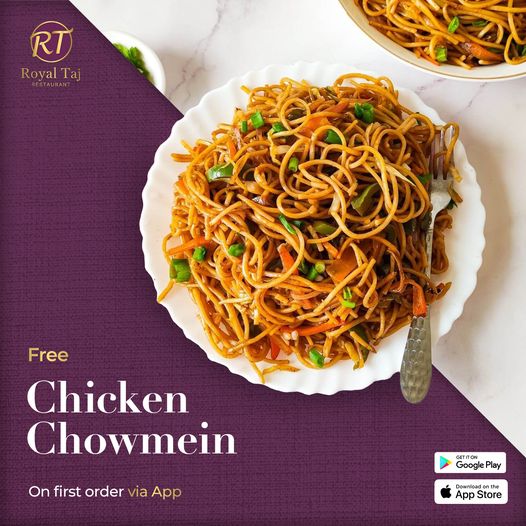 RT
Royal Taj
RESTAURANT
Free
Chicken
Chowmein
On first order via App
GET IT ON
Google Play
Download on the
App Store